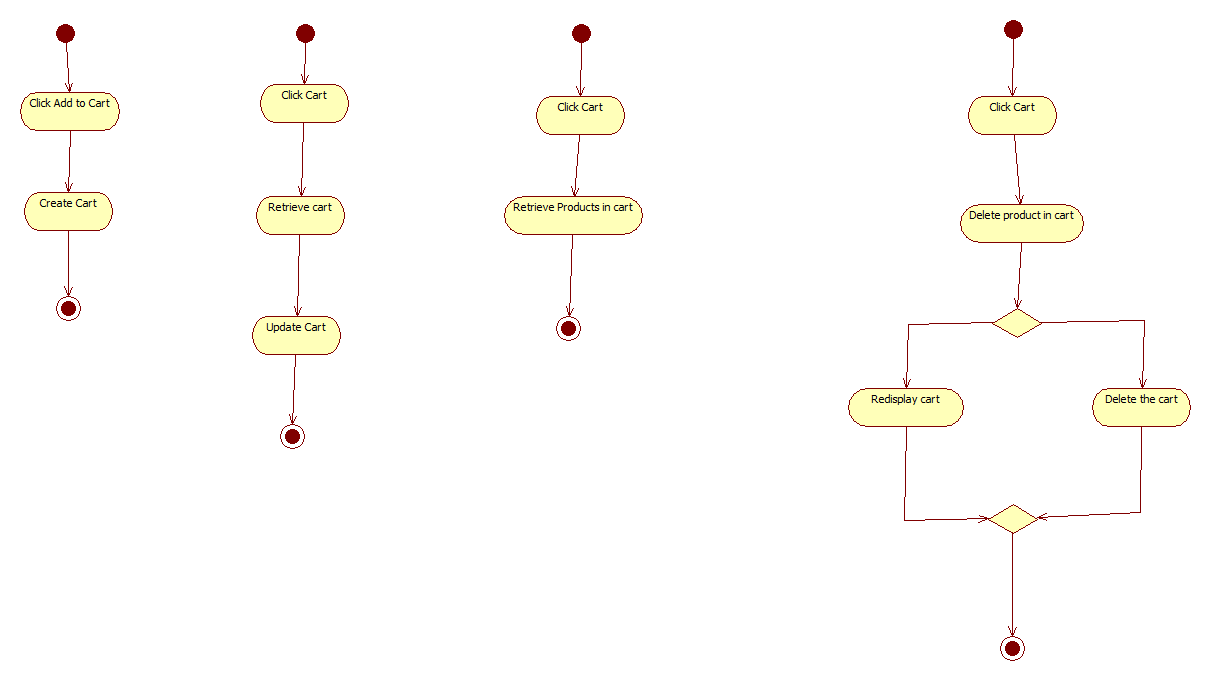 Click Add to Cart
Create Cart
Click Cart
Retrieve cart
Update Cart
Click Cart
Retrieve Products in cart
Click Cart
Delete product in cart
Redisplay cart
Delete the cart